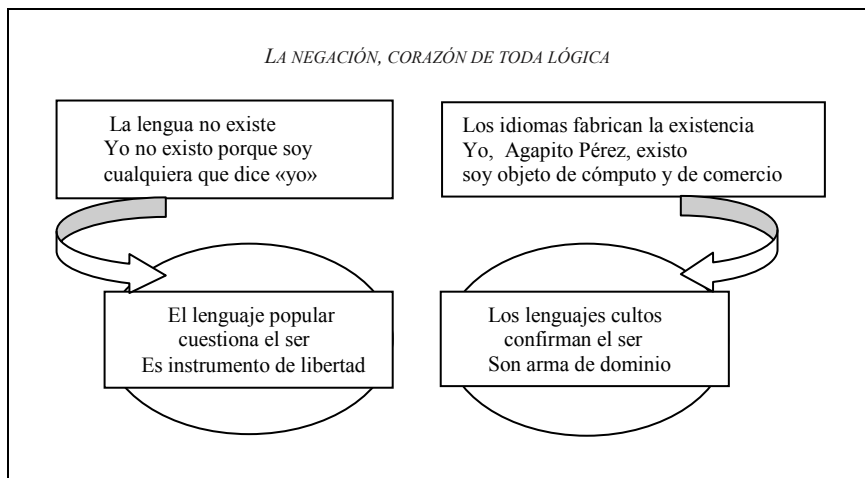 LA NEGACIÓN, CORAZÓN DE TODA LÓGICA
La lengua no existe
Yo no existo porque soy
cualquiera que dice «yo»
Los idiomas fabrican la existencia
Yo, Agapito Pérez, existo
soy objeto de cómputo y de comercio
El lenguaje popular
cuestiona el ser
Es instrumento de libertad
Los lenguajes cultos
confirman el ser
Son arma de dominio